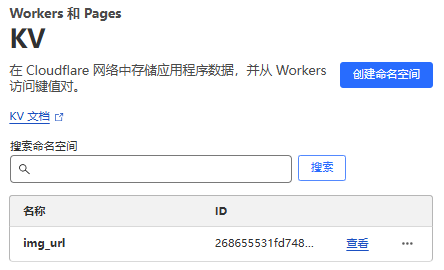 Workers 和 Pages
KV
在 Cloudflare 网络中存储应用程序数据，并从 Workers
访问键值对。
创建命名空间
KV 文档
搜索命名空间
搜索
名称 ID
img_url 268655531fd748... 查看 ...